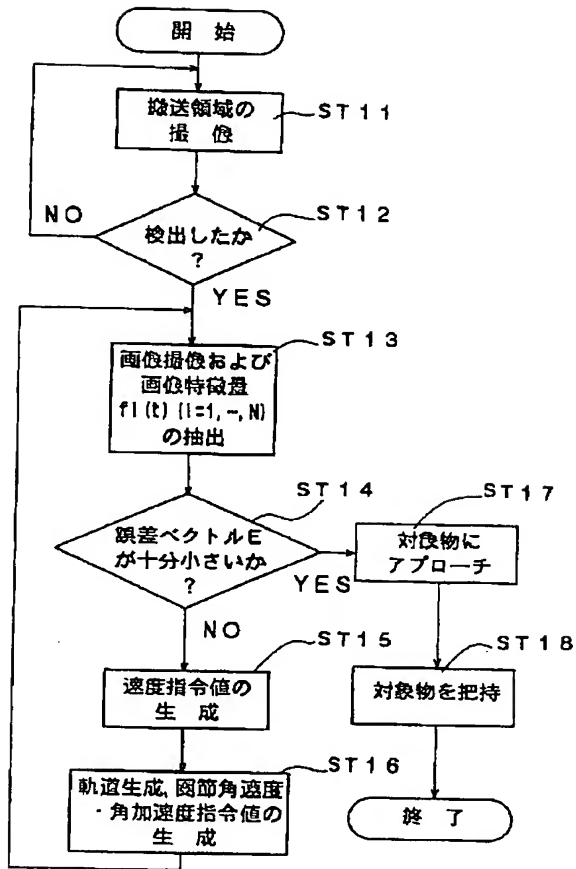 開始
搬送領域の
撮像
ST11
検出したか
?
ST12
NO
YES
画像撮像および
画像特徴量
fi(t) (i=1,~,N)
の抽出
ST13
誤差ベクトルE
が十分小さいか
?
ST14
YES
NO
対象物に
アプローチ
ST17
速度指令値の
生成
ST15
対象物を把持
ST18
軌道生成,関節角速度
・角加速度指令値の
生成
ST16
終了